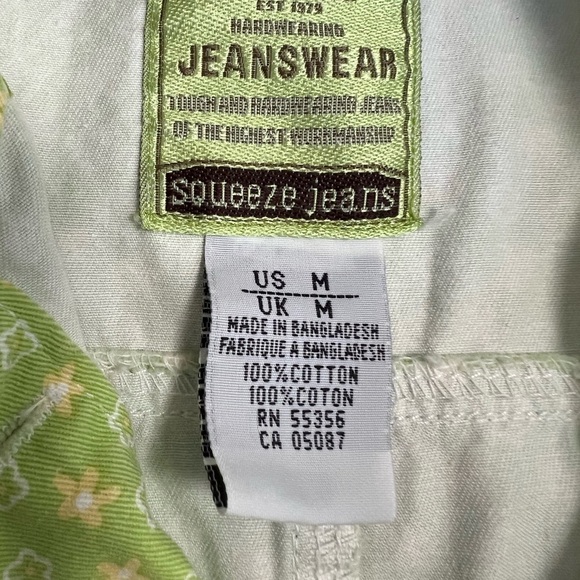 EST 1979
HARDWEARING
JEANSWEAR
TOUGH AND HARDWEARING JEANS
OF THE HIGHEST WORKMANSHIP
squeeze jeans
US M
UK M
MADE IN BANGLADESH
FABRIQUE A BANGLADESH
100%COTTON
100%COTON
RN 55356
CA 05087